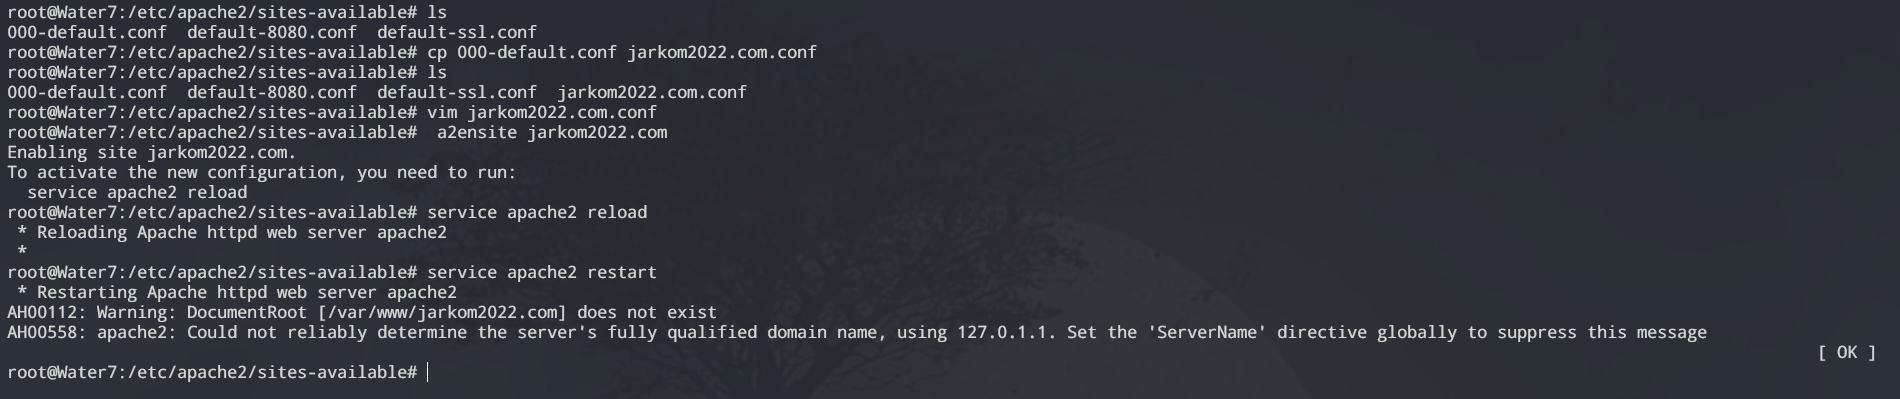 root@Water7:/etc/apache2/sites-available# ls
000-default.conf  default-8080.conf  default-ssl.conf
root@Water7:/etc/apache2/sites-available# cp 000-default.conf jarkom2022.com.conf
root@Water7:/etc/apache2/sites-available# ls
000-default.conf  default-8080.conf  default-ssl.conf  jarkom2022.com.conf
root@Water7:/etc/apache2/sites-available# vim jarkom2022.com.conf
root@Water7:/etc/apache2/sites-available#  a2ensite jarkom2022.com
Enabling site jarkom2022.com.
To activate the new configuration, you need to run:
  service apache2 reload
root@Water7:/etc/apache2/sites-available# service apache2 reload
 * Reloading Apache httpd web server apache2
 *
root@Water7:/etc/apache2/sites-available# service apache2 restart
 * Restarting Apache httpd web server apache2
AH00112: Warning: DocumentRoot [/var/www/jarkom2022.com] does not exist
AH00558: apache2: Could not reliably determine the server's fully qualified domain name, using 127.0.1.1. Set the 'ServerName' directive globally to suppress this message
[ OK ]
root@Water7:/etc/apache2/sites-available#